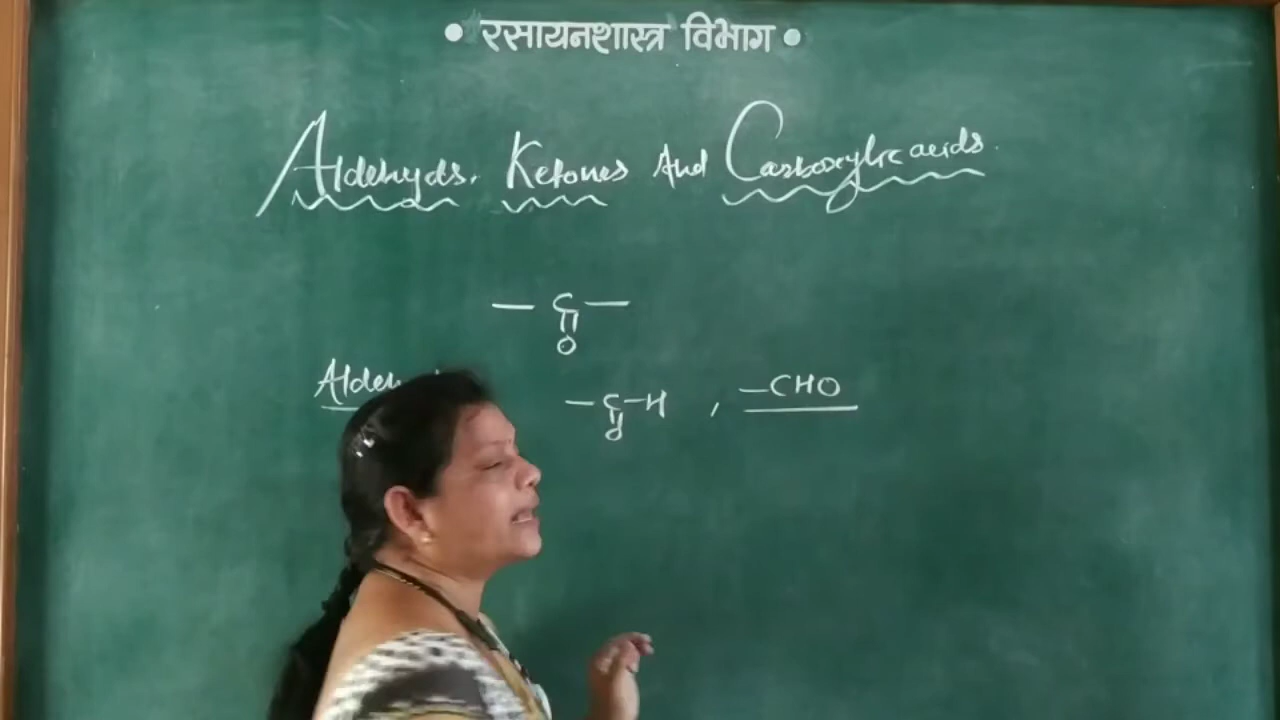 • रसायनशास्त्र विभाग •
Aldehyds, Ketones And Carboxylic acids.
— C —
||
O
— C — H , — CHO
||
O